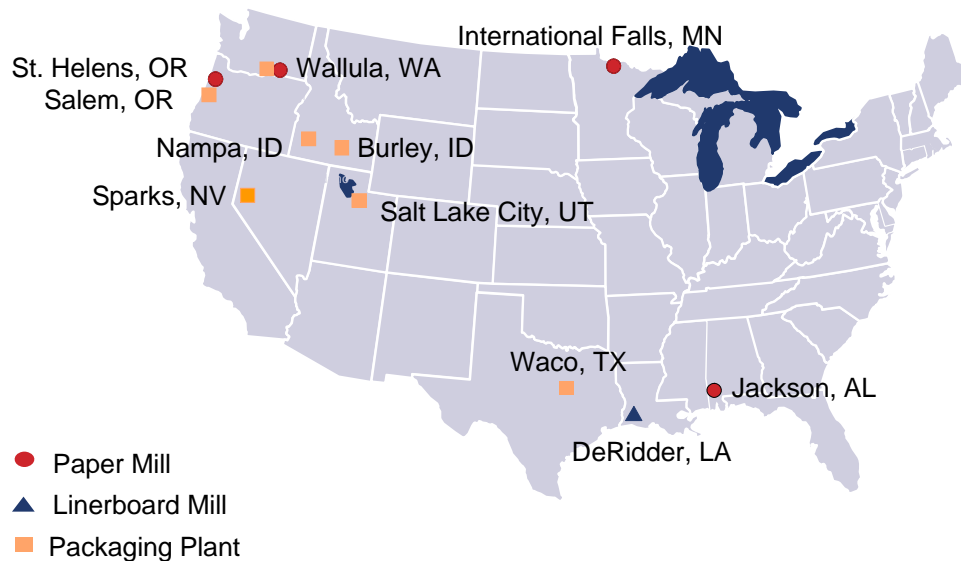 International Falls, MN
St. Helens, OR
Wallula, WA
Salem, OR
Nampa, ID
Burley, ID
Sparks, NV
Salt Lake City, UT
Waco, TX
Jackson, AL
DeRidder, LA
Paper Mill
Linerboard Mill
Packaging Plant